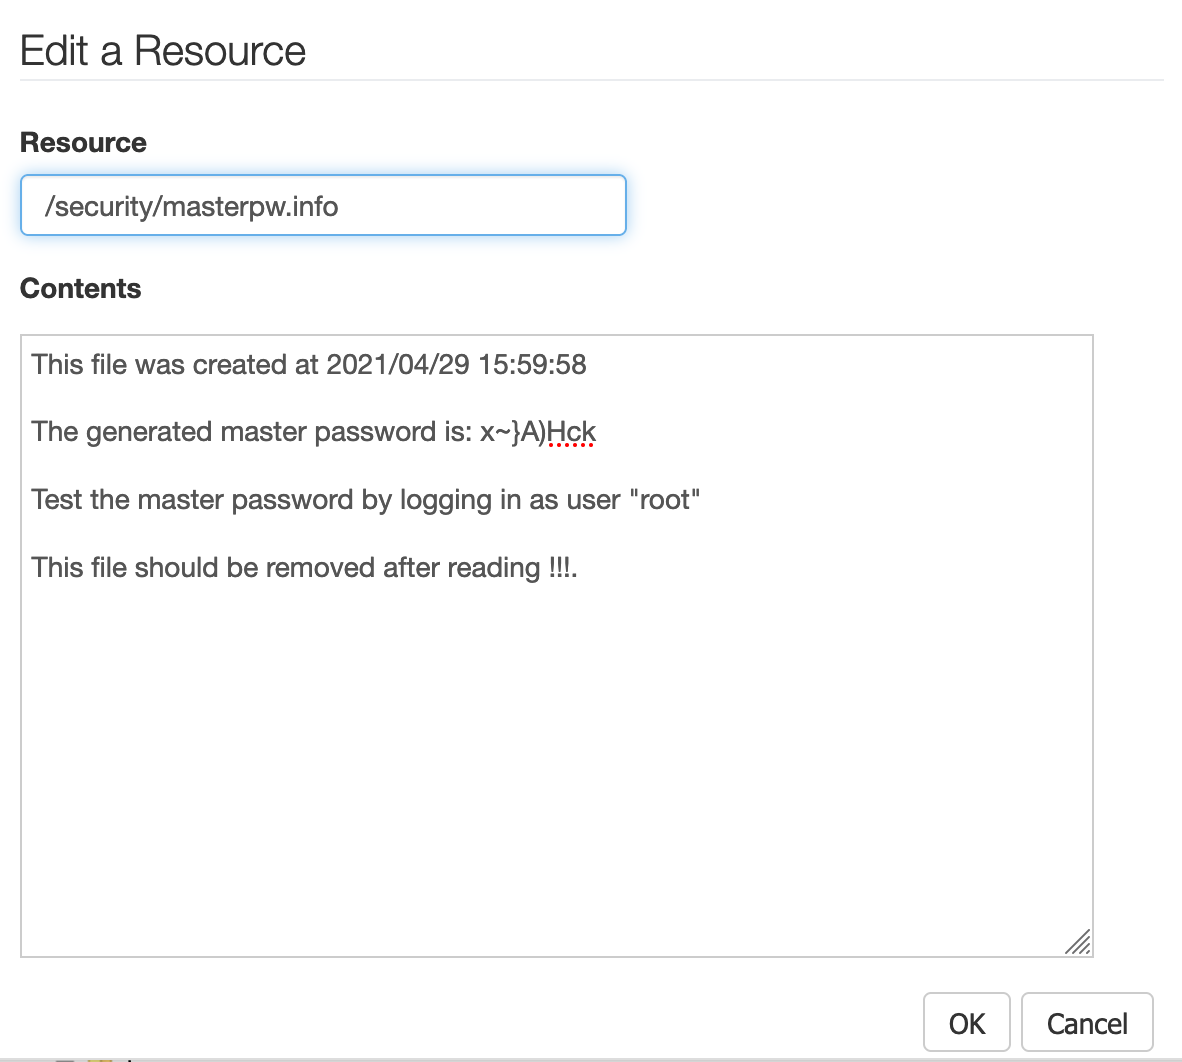 Edit a Resource
Resource
/security/masterpw.info
Contents
This file was created at 2021/04/29 15:59:58
The generated master password is: x~}A)Hck
Test the master password by logging in as user "root"
This file should be removed after reading !!!.
OK Cancel